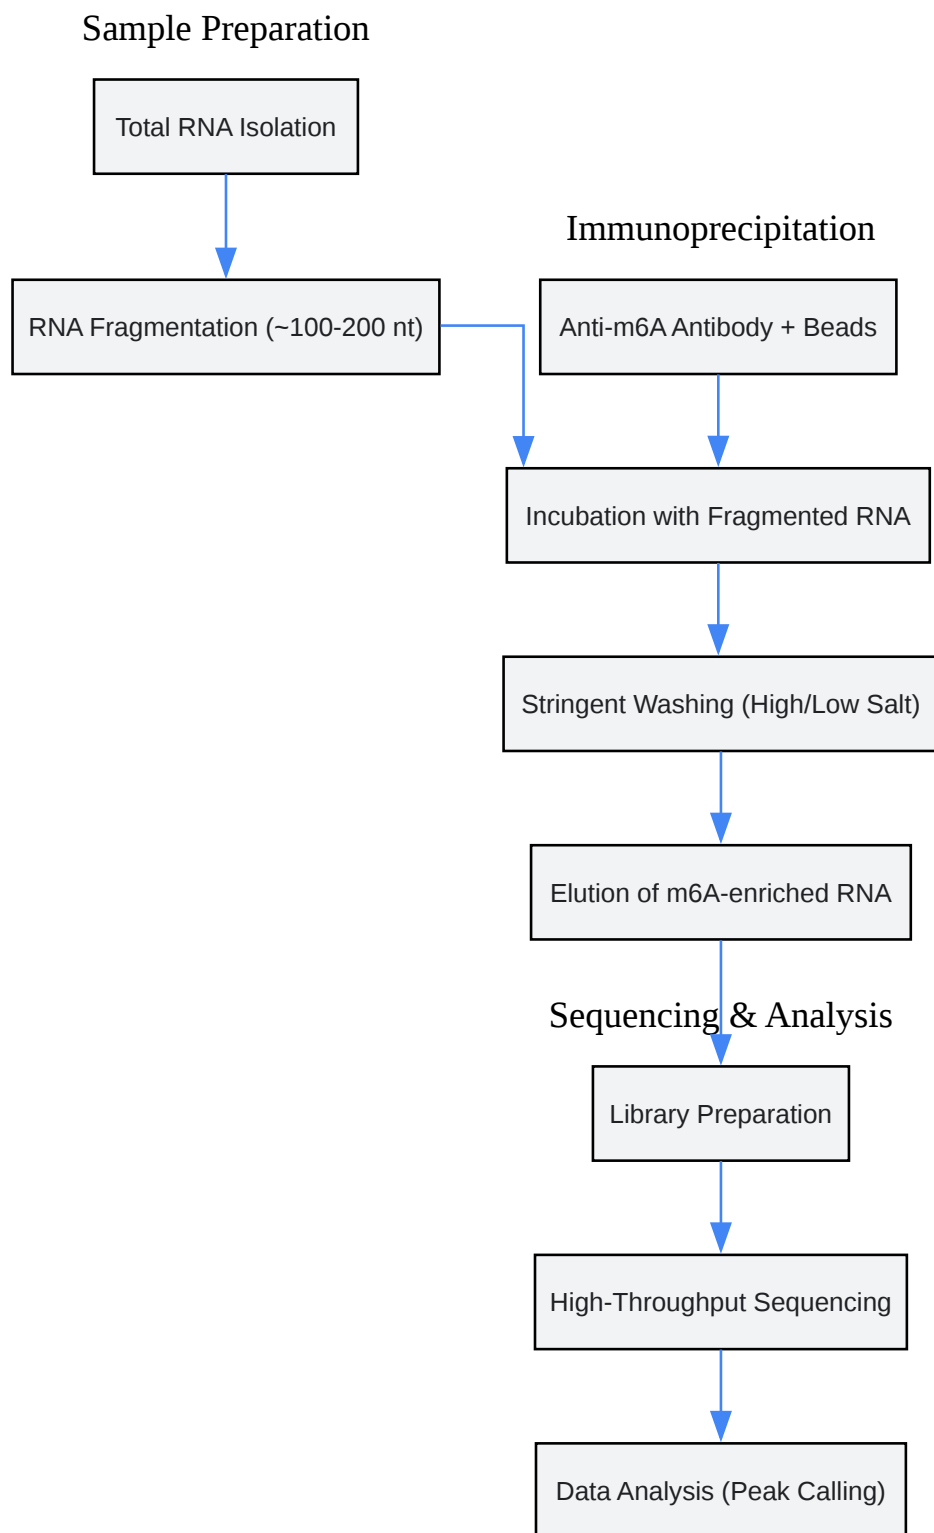 Sample Preparation
Total RNA Isolation
RNA Fragmentation (~100-200 nt)
Immunoprecipitation
Anti-m6A Antibody + Beads
Incubation with Fragmented RNA
Stringent Washing (High/Low Salt)
Elution of m6A-enriched RNA
Sequencing & Analysis
Library Preparation
High-Throughput Sequencing
Data Analysis (Peak Calling)